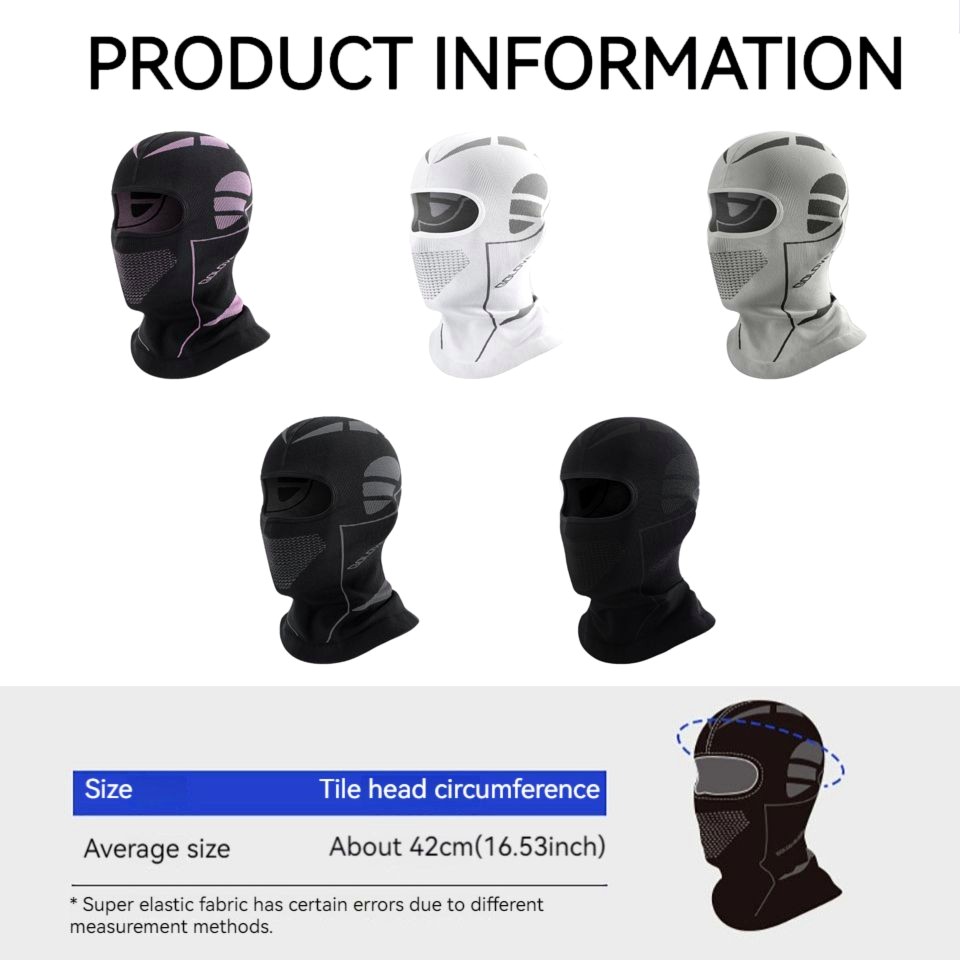 PRODUCT INFORMATION
Size Tile head circumference
Average size About 42cm(16.53inch)
* Super elastic fabric has certain errors due to different
measurement methods.